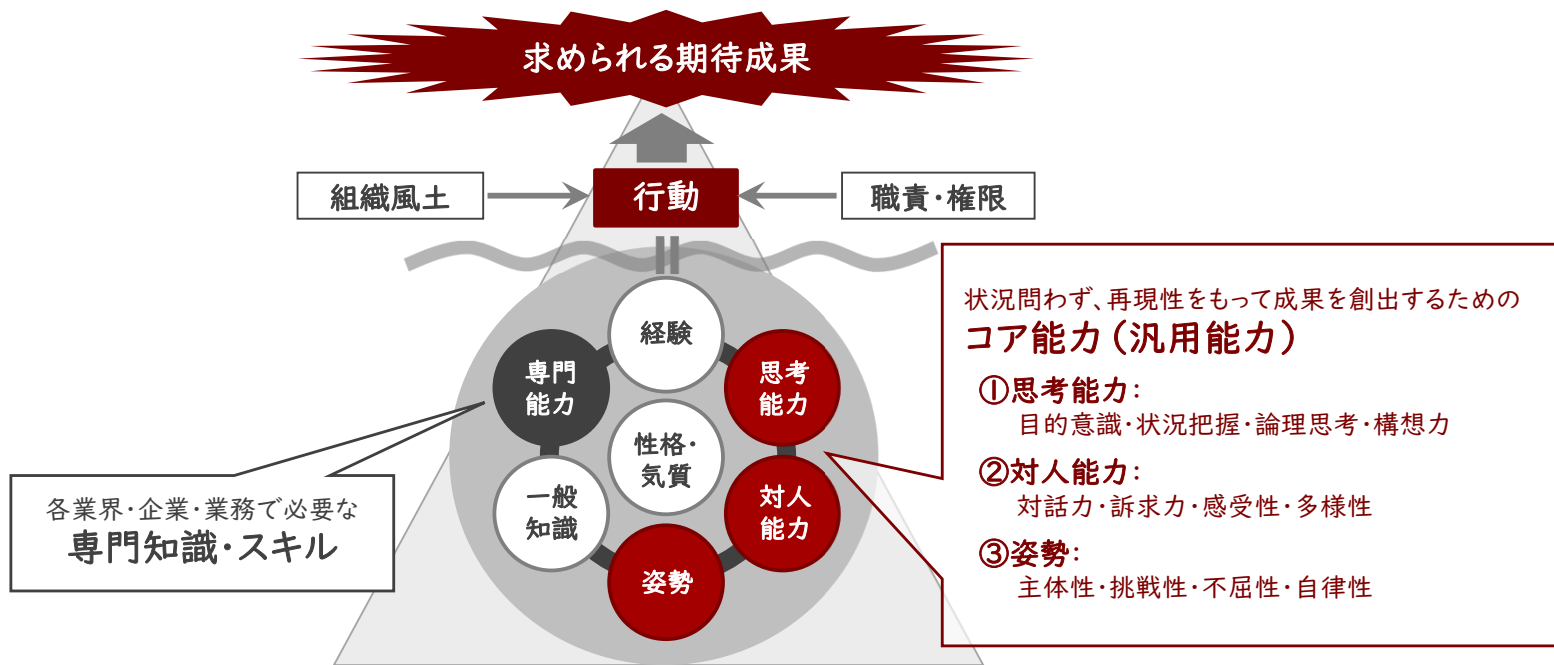 求められる期待成果
組織風土
行動
職責・権限
経験
専門
能力
思考
能力
性格・
気質
一般
知識
対人
能力
姿勢
各業界・企業・業務で必要な
専門知識・スキル
状況問わず、再現性をもって成果を創出するための
コア能力（汎用能力）
①思考能力：
目的意識・状況把握・論理思考・構想力
②対人能力：
対話力・訴求力・感受性・多様性
③姿勢：
主体性・挑戦性・不屈性・自律性